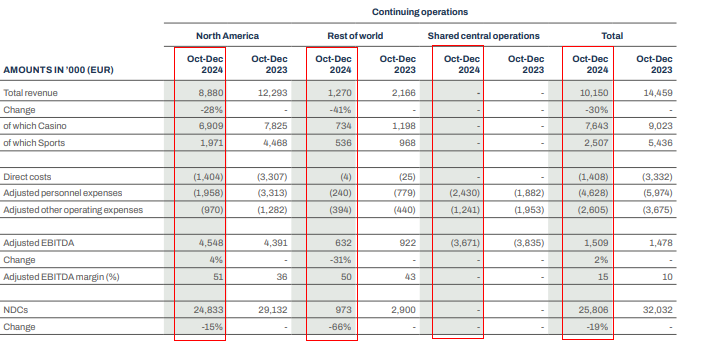 Continuing operations
North America Rest of world Shared central operations Total
AMOUNTS IN '000 (EUR) Oct-Dec 2024 Oct-Dec 2023 Oct-Dec 2024 Oct-Dec 2023 Oct-Dec 2024 Oct-Dec 2023 Oct-Dec 2024 Oct-Dec 2023
Total revenue 8,880 12,293 1,270 2,166 - - 10,150 14,459
Change -28% - -41% - - - -30% -
of which Casino 6,909 7,825 734 1,198 - - 7,643 9,023
of which Sports 1,971 4,468 536 968 - - 2,507 5,436
Direct costs (1,404) (3,307) (4) (25) - - (1,408) (3,332)
Adjusted personnel expenses (1,958) (3,313) (240) (779) (2,430) (1,882) (4,628) (5,974)
Adjusted other operating expenses (970) (1,282) (394) (440) (1,241) (1,953) (2,605) (3,675)
Adjusted EBITDA 4,548 4,391 632 922 (3,671) (3,835) 1,509 1,478
Change 4% - -31% - - - 2% -
Adjusted EBITDA margin (%) 51 36 50 43 - - 15 10
NDCs 24,833 29,132 973 2,900 - - 25,806 32,032
Change -15% - -66% - - - -19% -